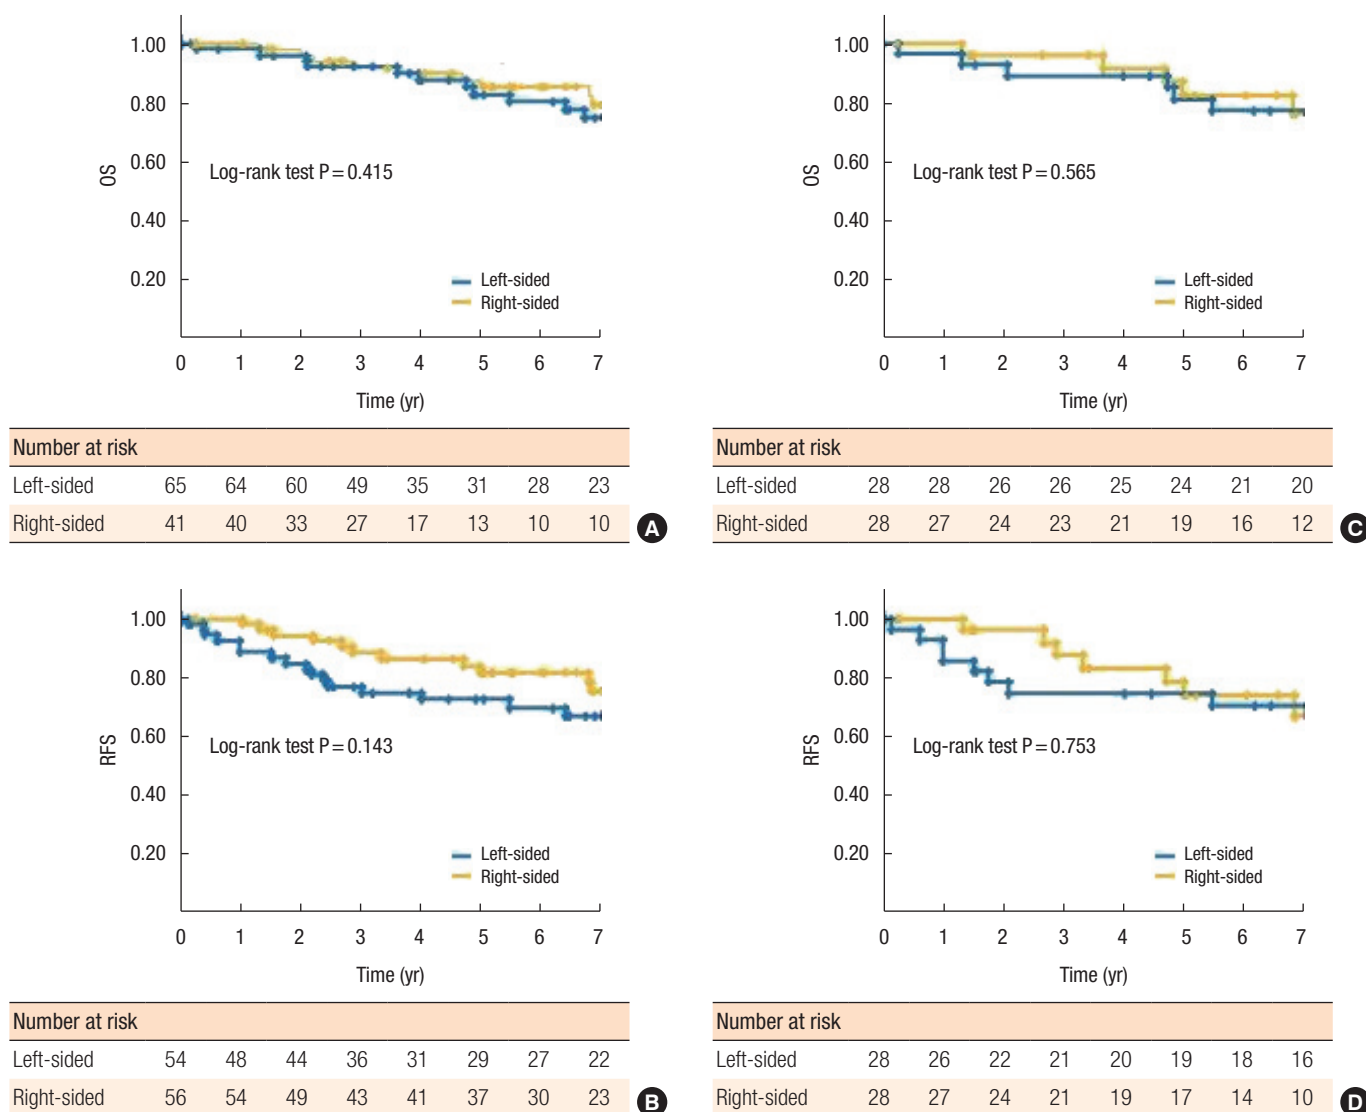 1.00
0.80
0.60
0.40
0.20
OS
Log-rank test P = 0.415
Left-sided
Right-sided
0 1 2 3 4 5 6 7
Time (yr)
Number at risk
Left-sided 65 64 60 49 35 31 28 23
Right-sided 41 40 33 27 17 13 10 10
A
1.00
0.80
0.60
0.40
0.20
OS
Log-rank test P = 0.565
Left-sided
Right-sided
0 1 2 3 4 5 6 7
Time (yr)
Number at risk
Left-sided 28 28 26 26 25 24 21 20
Right-sided 28 27 24 23 21 19 16 12
C
1.00
0.80
0.60
0.40
0.20
RFS
Log-rank test P = 0.143
Left-sided
Right-sided
0 1 2 3 4 5 6 7
Time (yr)
Number at risk
Left-sided 54 48 44 36 31 29 27 22
Right-sided 56 54 49 43 41 37 30 23
B
1.00
0.80
0.60
0.40
0.20
RFS
Log-rank test P = 0.753
Left-sided
Right-sided
0 1 2 3 4 5 6 7
Time (yr)
Number at risk
Left-sided 28 26 22 21 20 19 18 16
Right-sided 28 27 24 21 19 17 14 10
D